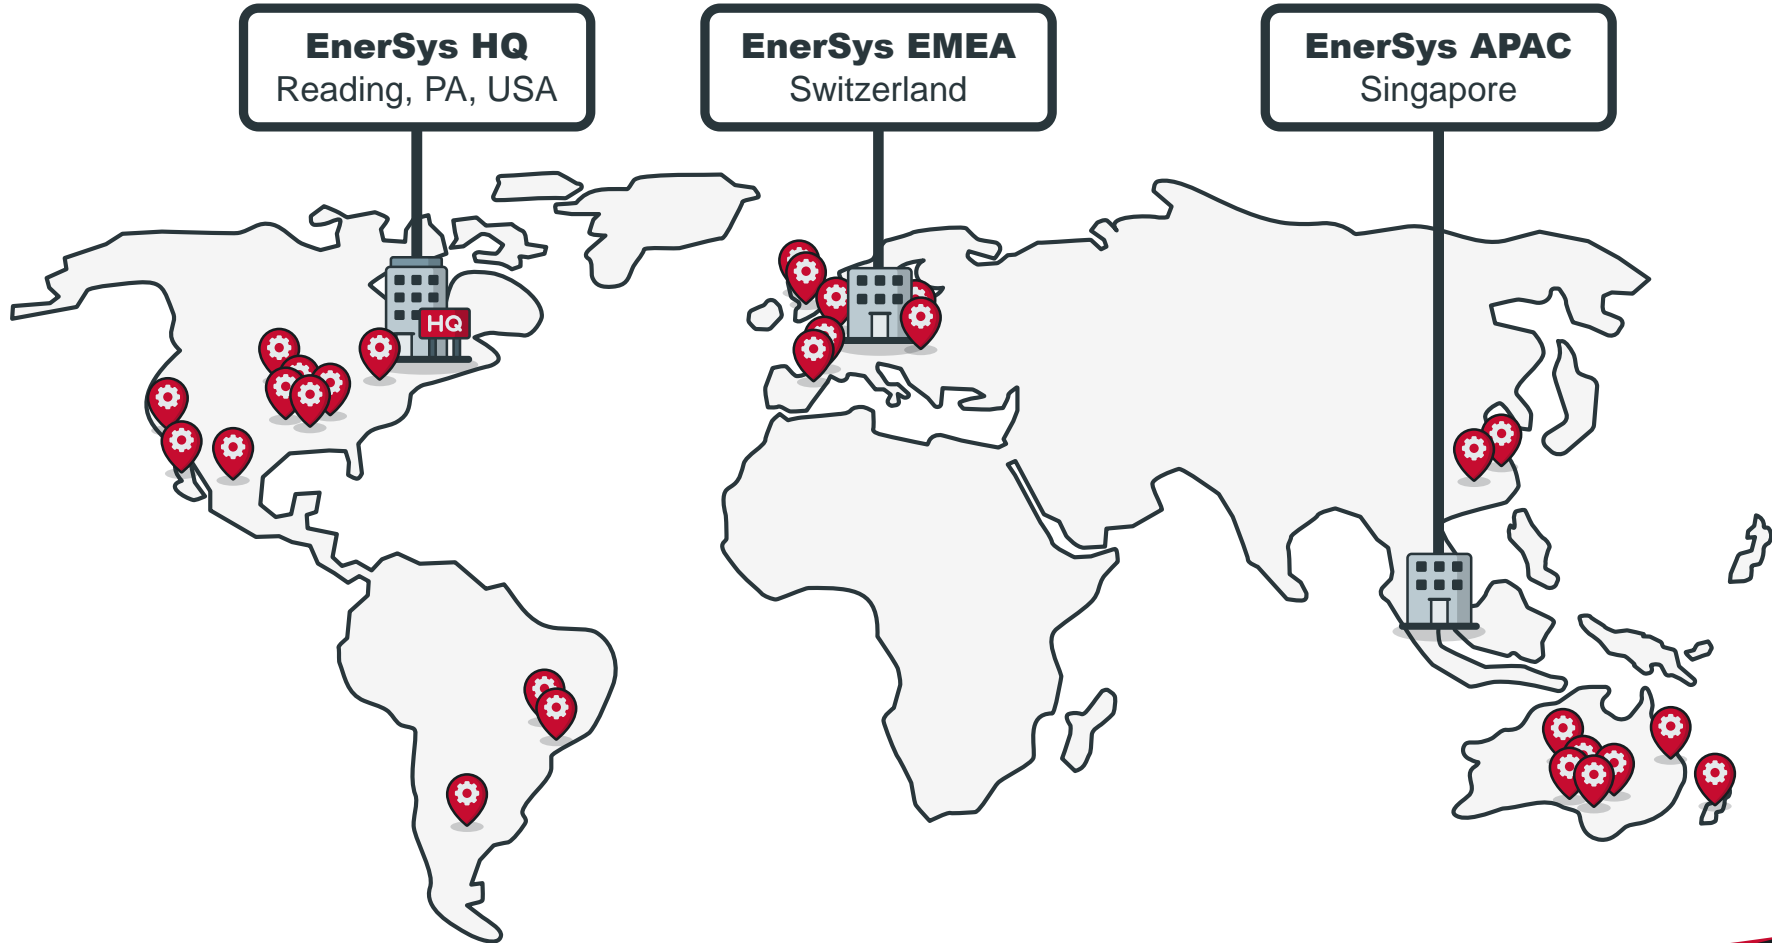 EnerSys HQ
Reading, PA, USA
EnerSys EMEA
Switzerland
EnerSys APAC
Singapore
HQ